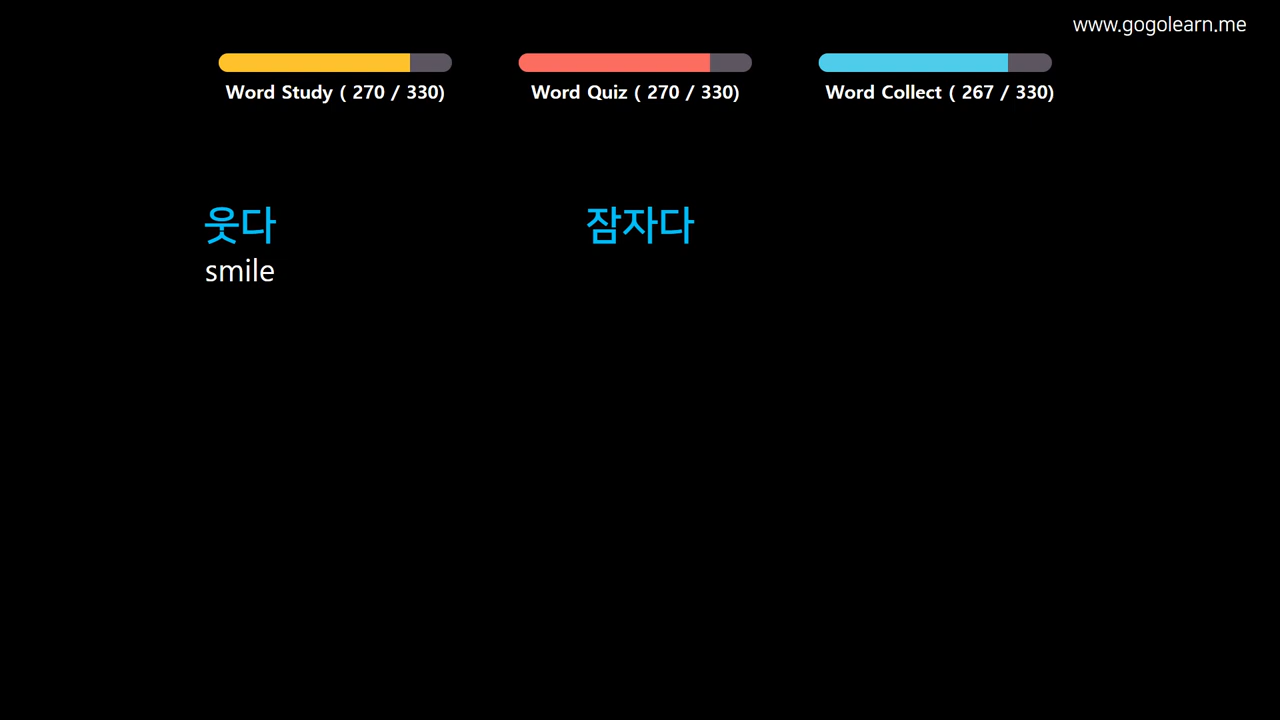 www.gogolearn.me
Word Study ( 270 / 330)
Word Quiz ( 270 / 330)
Word Collect ( 267 / 330)
웃다
smile
잠자다